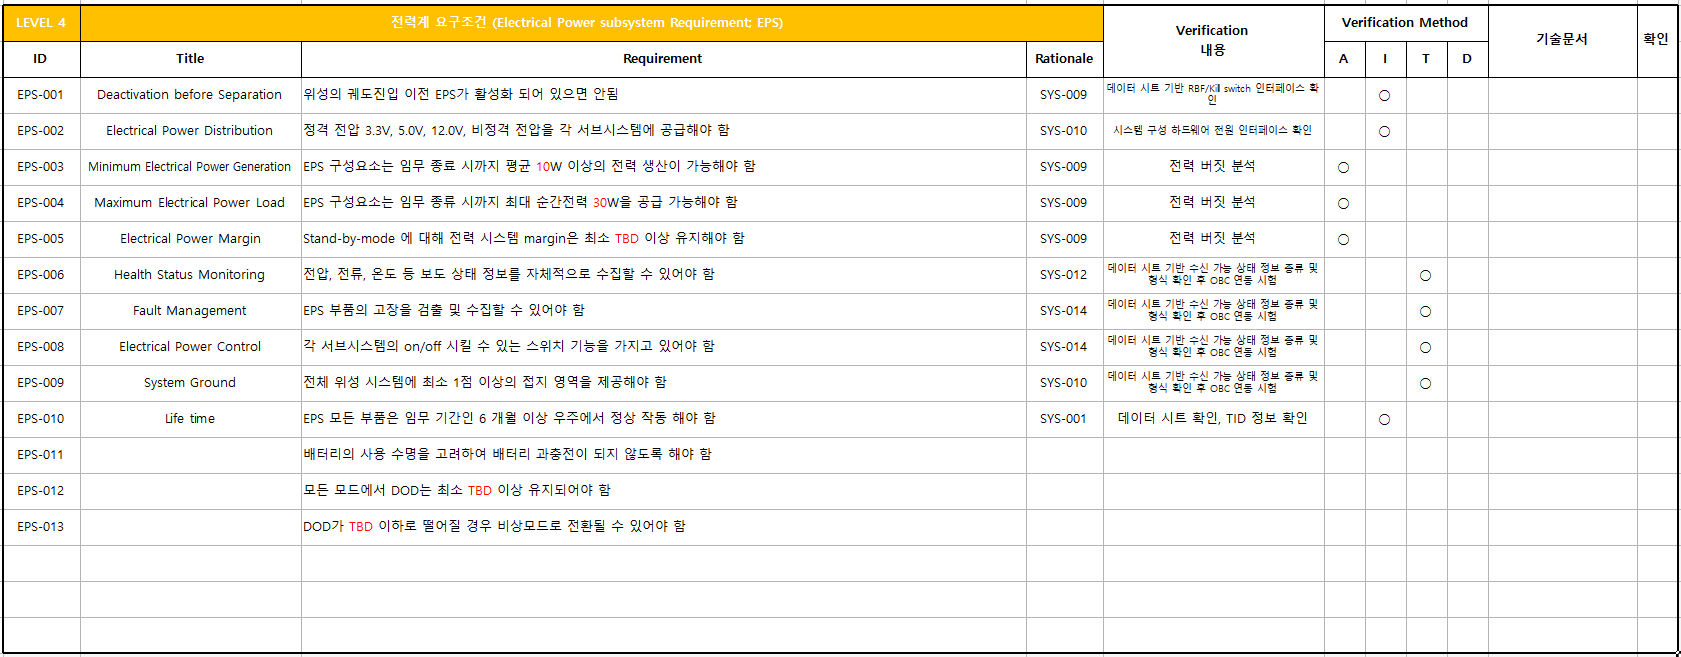 LEVEL 4 전력계 요구조건 (Electrical Power subsystem Requirement; EPS) Verification 내용 Verification Method 기술문서 확인
ID Title Requirement Rationale A I T D
EPS-001 Deactivation before Separation 위성의 궤도진입 이전 EPS가 활성화 되어 있으면 안됨 SYS-009 데이터 시트 기반 RBF/Kill switch 인터페이스 확인 ○
EPS-002 Electrical Power Distribution 정격 전압 3.3V, 5.0V, 12.0V, 비정격 전압을 각 서브시스템에 공급해야 함 SYS-010 시스템 구성 하드웨어 전원 인터페이스 확인 ○
EPS-003 Minimum Electrical Power Generation EPS 구성요소는 임무 종료 시까지 평균 10W 이상의 전력 생산이 가능해야 함 SYS-009 전력 버짓 분석 ○
EPS-004 Maximum Electrical Power Load EPS 구성요소는 임무 종류 시까지 최대 순간전력 30W을 공급 가능해야 함 SYS-009 전력 버짓 분석 ○
EPS-005 Electrical Power Margin Stand-by-mode 에 대해 전력 시스템 margin은 최소 TBD 이상 유지해야 함 SYS-009 전력 버짓 분석 ○
EPS-006 Health Status Monitoring 전압, 전류, 온도 등 보도 상태 정보를 자체적으로 수집할 수 있어야 함 SYS-012 데이터 시트 기반 수신 가능 상태 정보 종류 및 형식 확인 후 OBC 연동 시험 ○
EPS-007 Fault Management EPS 부품의 고장을 검출 및 수집할 수 있어야 함 SYS-014 데이터 시트 기반 수신 가능 상태 정보 종류 및 형식 확인 후 OBC 연동 시험 ○
EPS-008 Electrical Power Control 각 서브시스템의 on/off 시킬 수 있는 스위치 기능을 가지고 있어야 함 SYS-014 데이터 시트 기반 수신 가능 상태 정보 종류 및 형식 확인 후 OBC 연동 시험 ○
EPS-009 System Ground 전체 위성 시스템에 최소 1점 이상의 접지 영역을 제공해야 함 SYS-010 데이터 시트 기반 수신 가능 상태 정보 종류 및 형식 확인 후 OBC 연동 시험 ○
EPS-010 Life time EPS 모든 부품은 임무 기간인 6 개월 이상 우주에서 정상 작동 해야 함 SYS-001 데이터 시트 확인, TID 정보 확인 ○
EPS-011 배터리의 사용 수명을 고려하여 배터리 과충전이 되지 않도록 해야 함
EPS-012 모든 모드에서 DOD는 최소 TBD 이상 유지되어야 함
EPS-013 DOD가 TBD 이하로 떨어질 경우 비상모드로 전환될 수 있어야 함